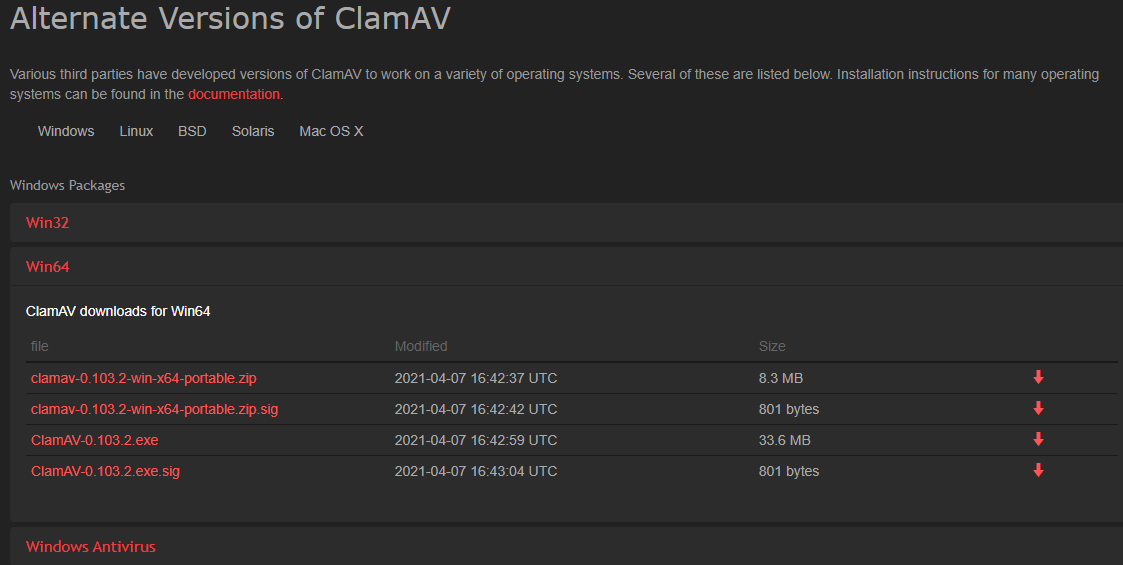 Alternate Versions of ClamAV
Various third parties have developed versions of ClamAV to work on a variety of operating systems. Several of these are listed below. Installation instructions for many operating
systems can be found in the documentation.
Windows Linux BSD Solaris Mac OS X
Windows Packages
Win32
Win64
ClamAV downloads for Win64
file Modified Size
clamav-0.103.2-win-x64-portable.zip 2021-04-07 16:42:37 UTC 8.3 MB
clamav-0.103.2-win-x64-portable.zip.sig 2021-04-07 16:42:42 UTC 801 bytes
ClamAV-0.103.2.exe 2021-04-07 16:42:59 UTC 33.6 MB
ClamAV-0.103.2.exe.sig 2021-04-07 16:43:04 UTC 801 bytes
Windows Antivirus